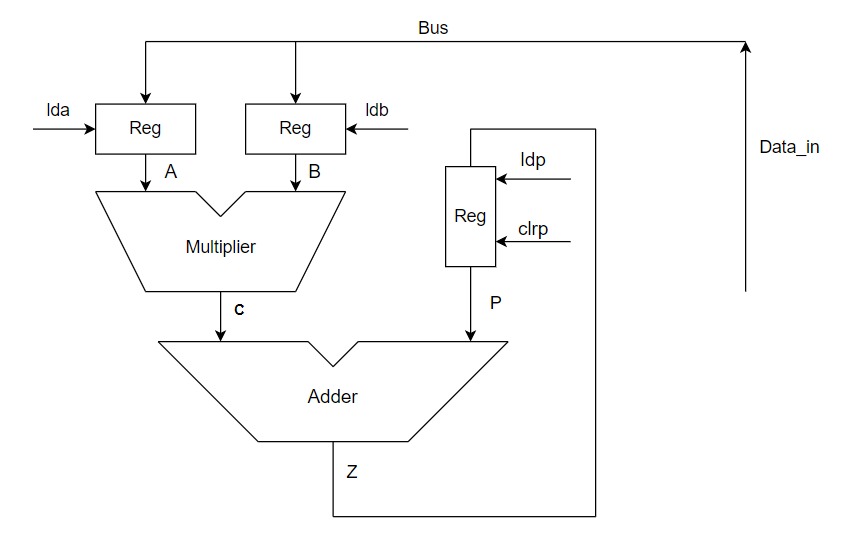 Bus
lda
Reg
Reg
ldb
Data_in
A
B
ldp
Reg
clrp
Multiplier
c
P
Adder
Z